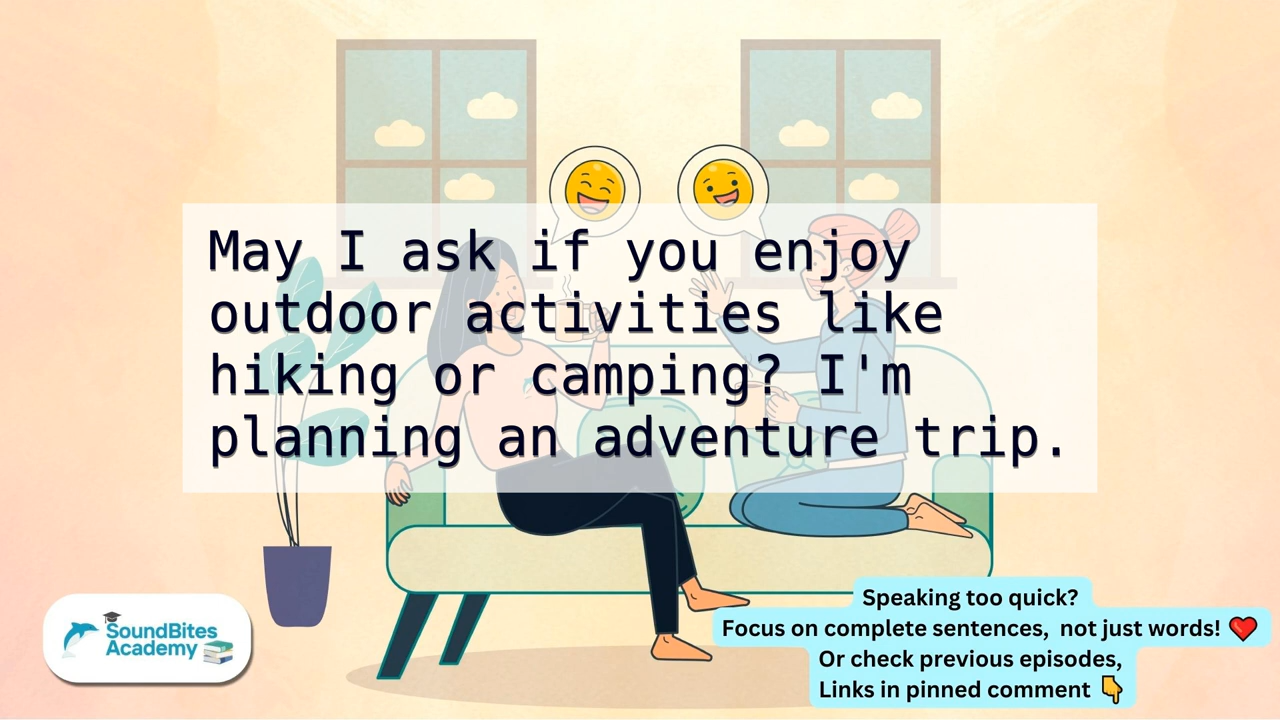 May I ask if you enjoy
outdoor activities like
hiking or camping? I'm
planning an adventure trip.
SoundBites
Academy
Speaking too quick?
Focus on complete sentences, not just words! ❤️
Or check previous episodes,
Links in pinned comment 👇